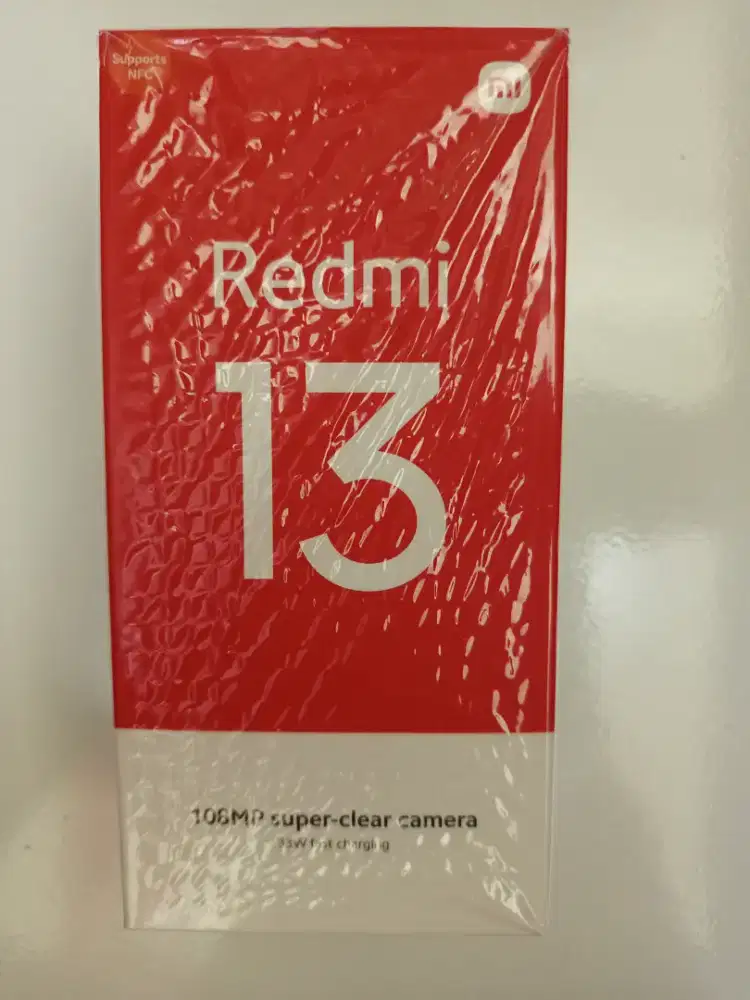 Supports
NFC
mi
Redmi
13
108MP super-clear camera
33W fast charging